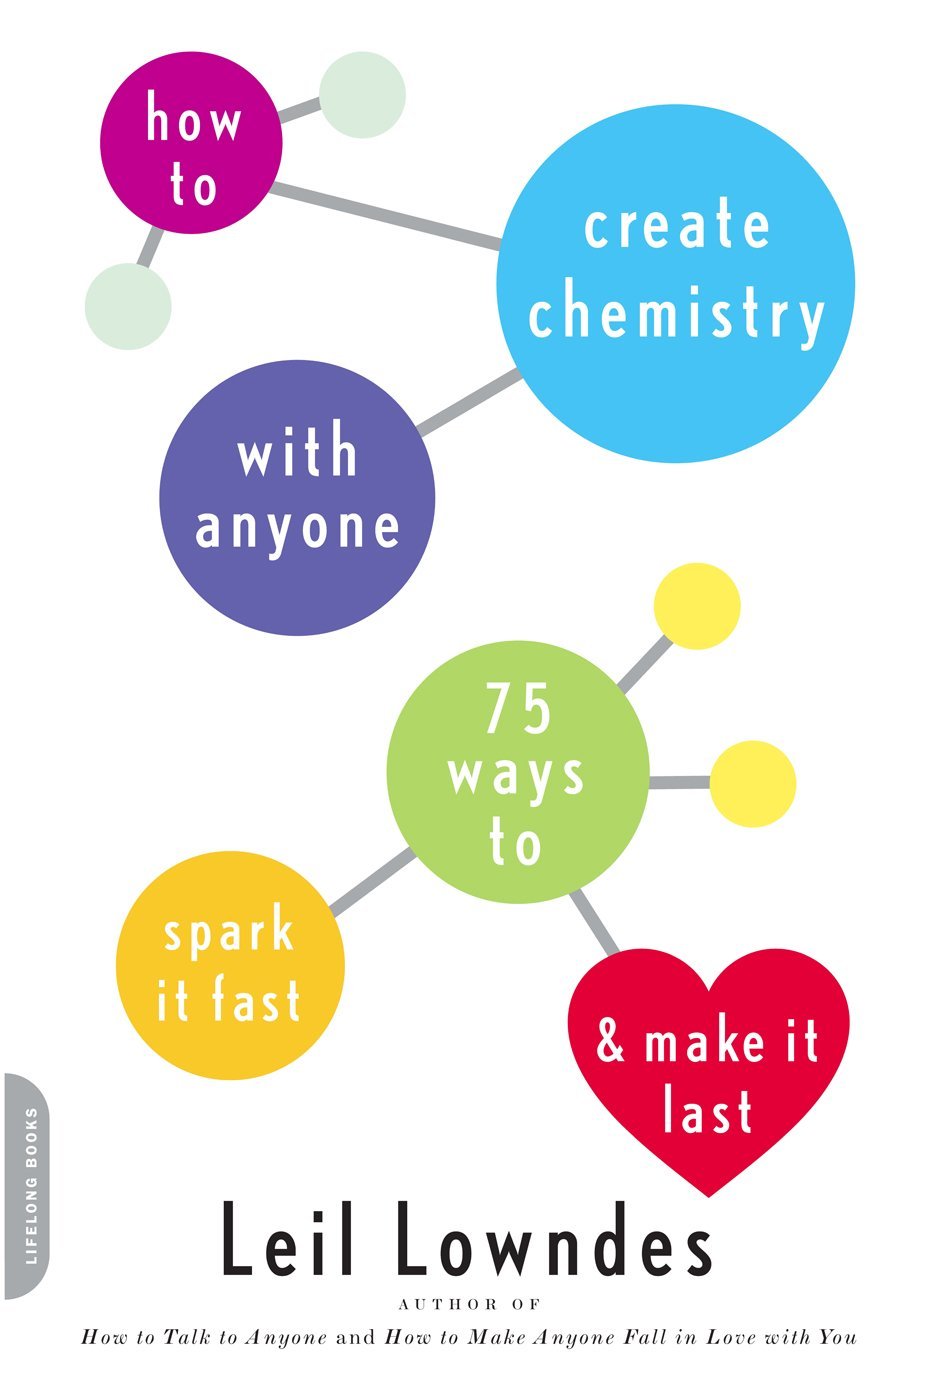 how
to
create
chemistry
with
anyone
75
ways
to
spark
it fast
& make it
last
LIFELONG BOOKS
Leil Lowndes
AUTHOR OF
How to Talk to Anyone and How to Make Anyone Fall in Love with You